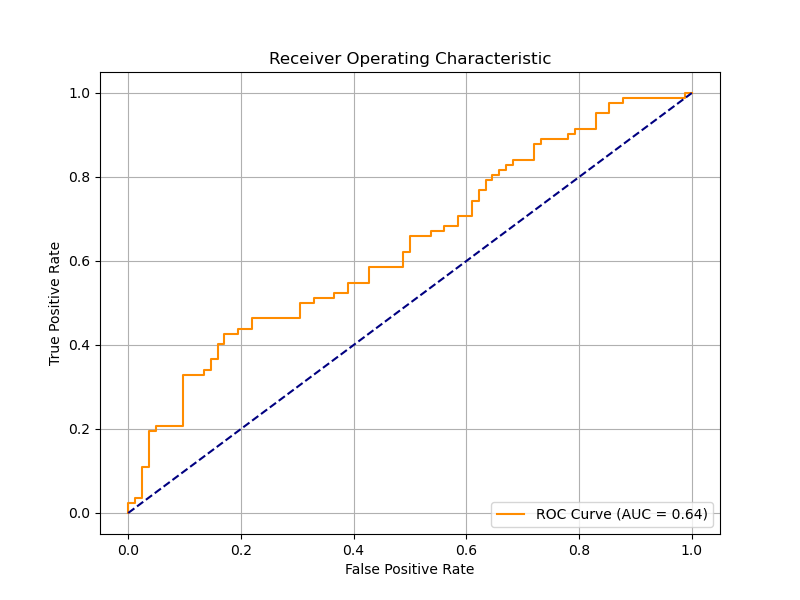 Receiver Operating Characteristic
True Positive Rate
1.0
0.8
0.6
0.4
0.2
0.0
ROC Curve (AUC = 0.64)
0.0 0.2 0.4 0.6 0.8 1.0
False Positive Rate